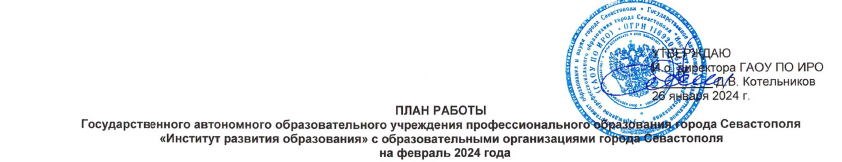 УТВЕРЖДАЮ
И.о. директора ГАОУ ПО ИРО
Д.В. Котельников
26 января 2024 г.
ПЛАН РАБОТЫ
Государственного автономного образовательного учреждения профессионального образования города Севастополя
«Институт развития образования» с образовательными организациями города Севастополя
на февраль 2024 года